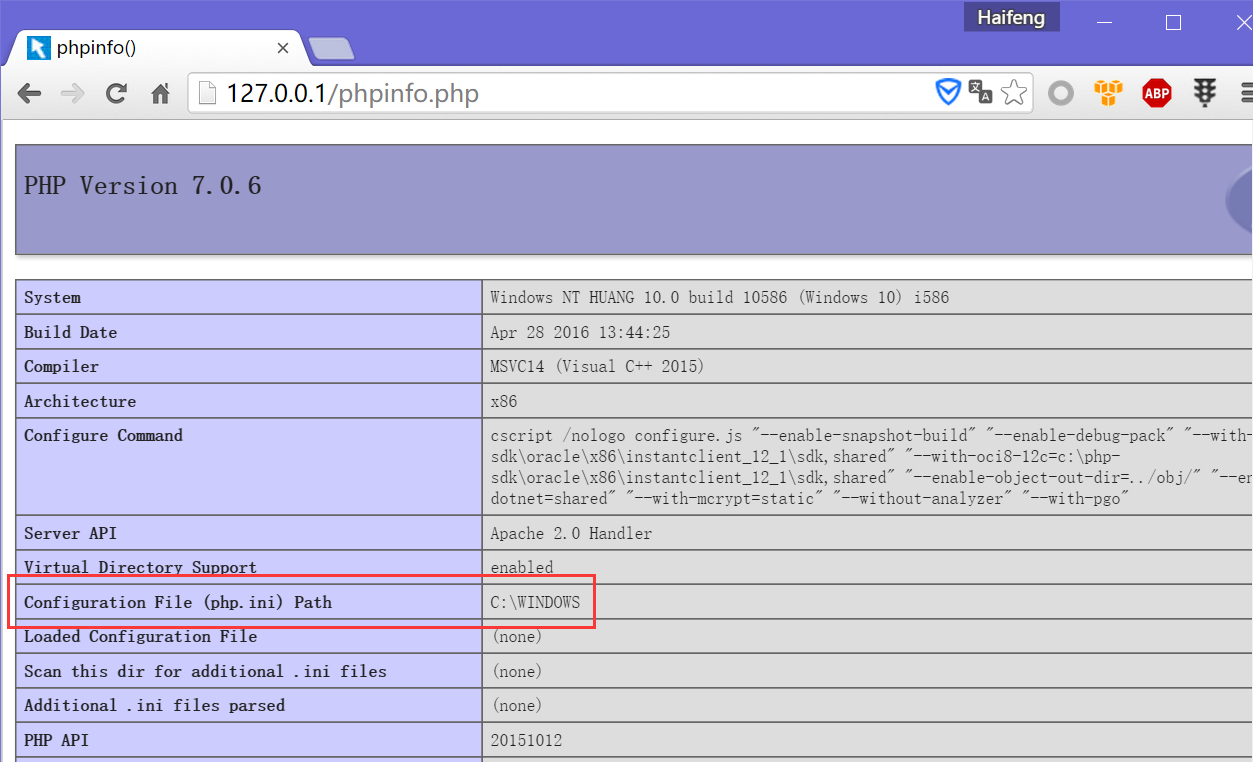 Haifeng
phpinfo()
127.0.0.1/phpinfo.php
ABP
PHP Version 7.0.6
System Windows NT HUANG 10.0 build 10586 (Windows 10) i586
Build Date Apr 28 2016 13:44:25
Compiler MSVC14 (Visual C++ 2015)
Architecture x86
Configure Command cscript /nologo configure.js "--enable-snapshot-build" "--enable-debug-pack" "--with-
sdk\oracle\x86\instantclient_12_1\sdk,shared" "--with-oci8-12c=c:\php-
sdk\oracle\x86\instantclient_12_1\sdk,shared" "--enable-object-out-dir=../obj/" "--en
dotnet=shared" "--with-mcrypt=static" "--without-analyzer" "--with-pgo"
Server API Apache 2.0 Handler
Virtual Directory Support enabled
Configuration File (php.ini) Path C:\WINDOWS
Loaded Configuration File (none)
Scan this dir for additional .ini files (none)
Additional .ini files parsed (none)
PHP API 20151012